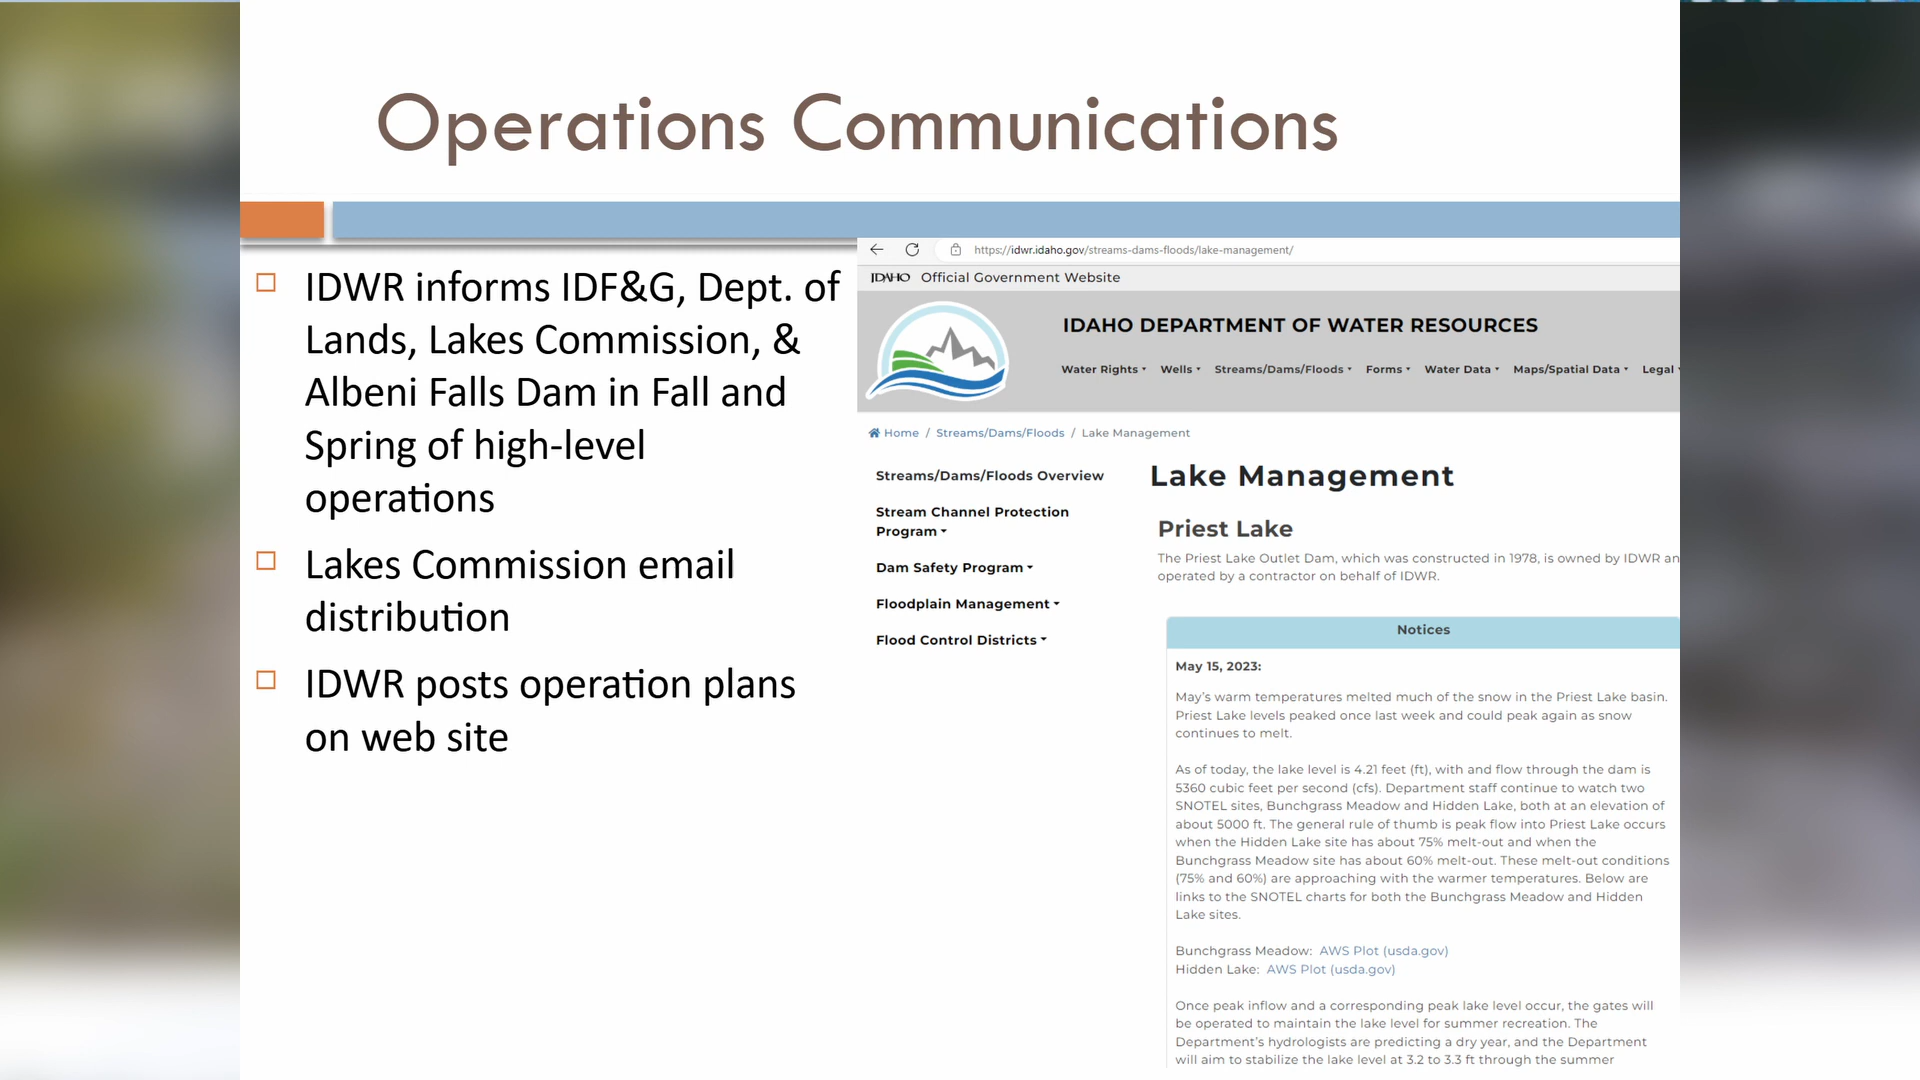 Operations Communications
IDWR informs IDF&G, Dept. of
Lands, Lakes Commission, &
Albeni Falls Dam in Fall and
Spring of high-level
operations
Lakes Commission email
distribution
IDWR posts operation plans
on web site
https://idwr.idaho.gov/streams-dams-floods/lake-management/
IDAHO Official Government Website
IDAHO DEPARTMENT OF WATER RESOURCES
Water Rights Wells Streams/Dams/Floods Forms Water Data Maps/Spatial Data Legal
Home / Streams/Dams/Floods / Lake Management
Streams/Dams/Floods Overview
Stream Channel Protection
Program
Dam Safety Program
Floodplain Management
Flood Control Districts
Lake Management
Priest Lake
The Priest Lake Outlet Dam, which was constructed in 1978, is owned by IDWR an
operated by a contractor on behalf of IDWR.
Notices
May 15, 2023:
May’s warm temperatures melted much of the snow in the Priest Lake basin.
Priest Lake levels peaked once last week and could peak again as snow
continues to melt.
As of today, the lake level is 4.21 feet (ft), with and flow through the dam is
5360 cubic feet per second (cfs). Department staff continue to watch two
SNOTEL sites, Bunchgrass Meadow and Hidden Lake, both at an elevation of
about 5000 ft. The general rule of thumb is peak flow into Priest Lake occurs
when the Hidden Lake site has about 75% melt-out and when the
Bunchgrass Meadow site has about 60% melt-out. These melt-out conditions
(75% and 60%) are approaching with the warmer temperatures. Below are
links to the SNOTEL charts for both the Bunchgrass Meadow and Hidden
Lake sites.
Bunchgrass Meadow: AWS Plot (usda.gov)
Hidden Lake: AWS Plot (usda.gov)
Once peak inflow and a corresponding peak lake level occur, the gates will
be operated to maintain the lake level for summer recreation. The
Department’s hydrologists are predicting a dry year, and the Department
will aim to stabilize the lake level at 3.2 to 3.3 ft through the summer